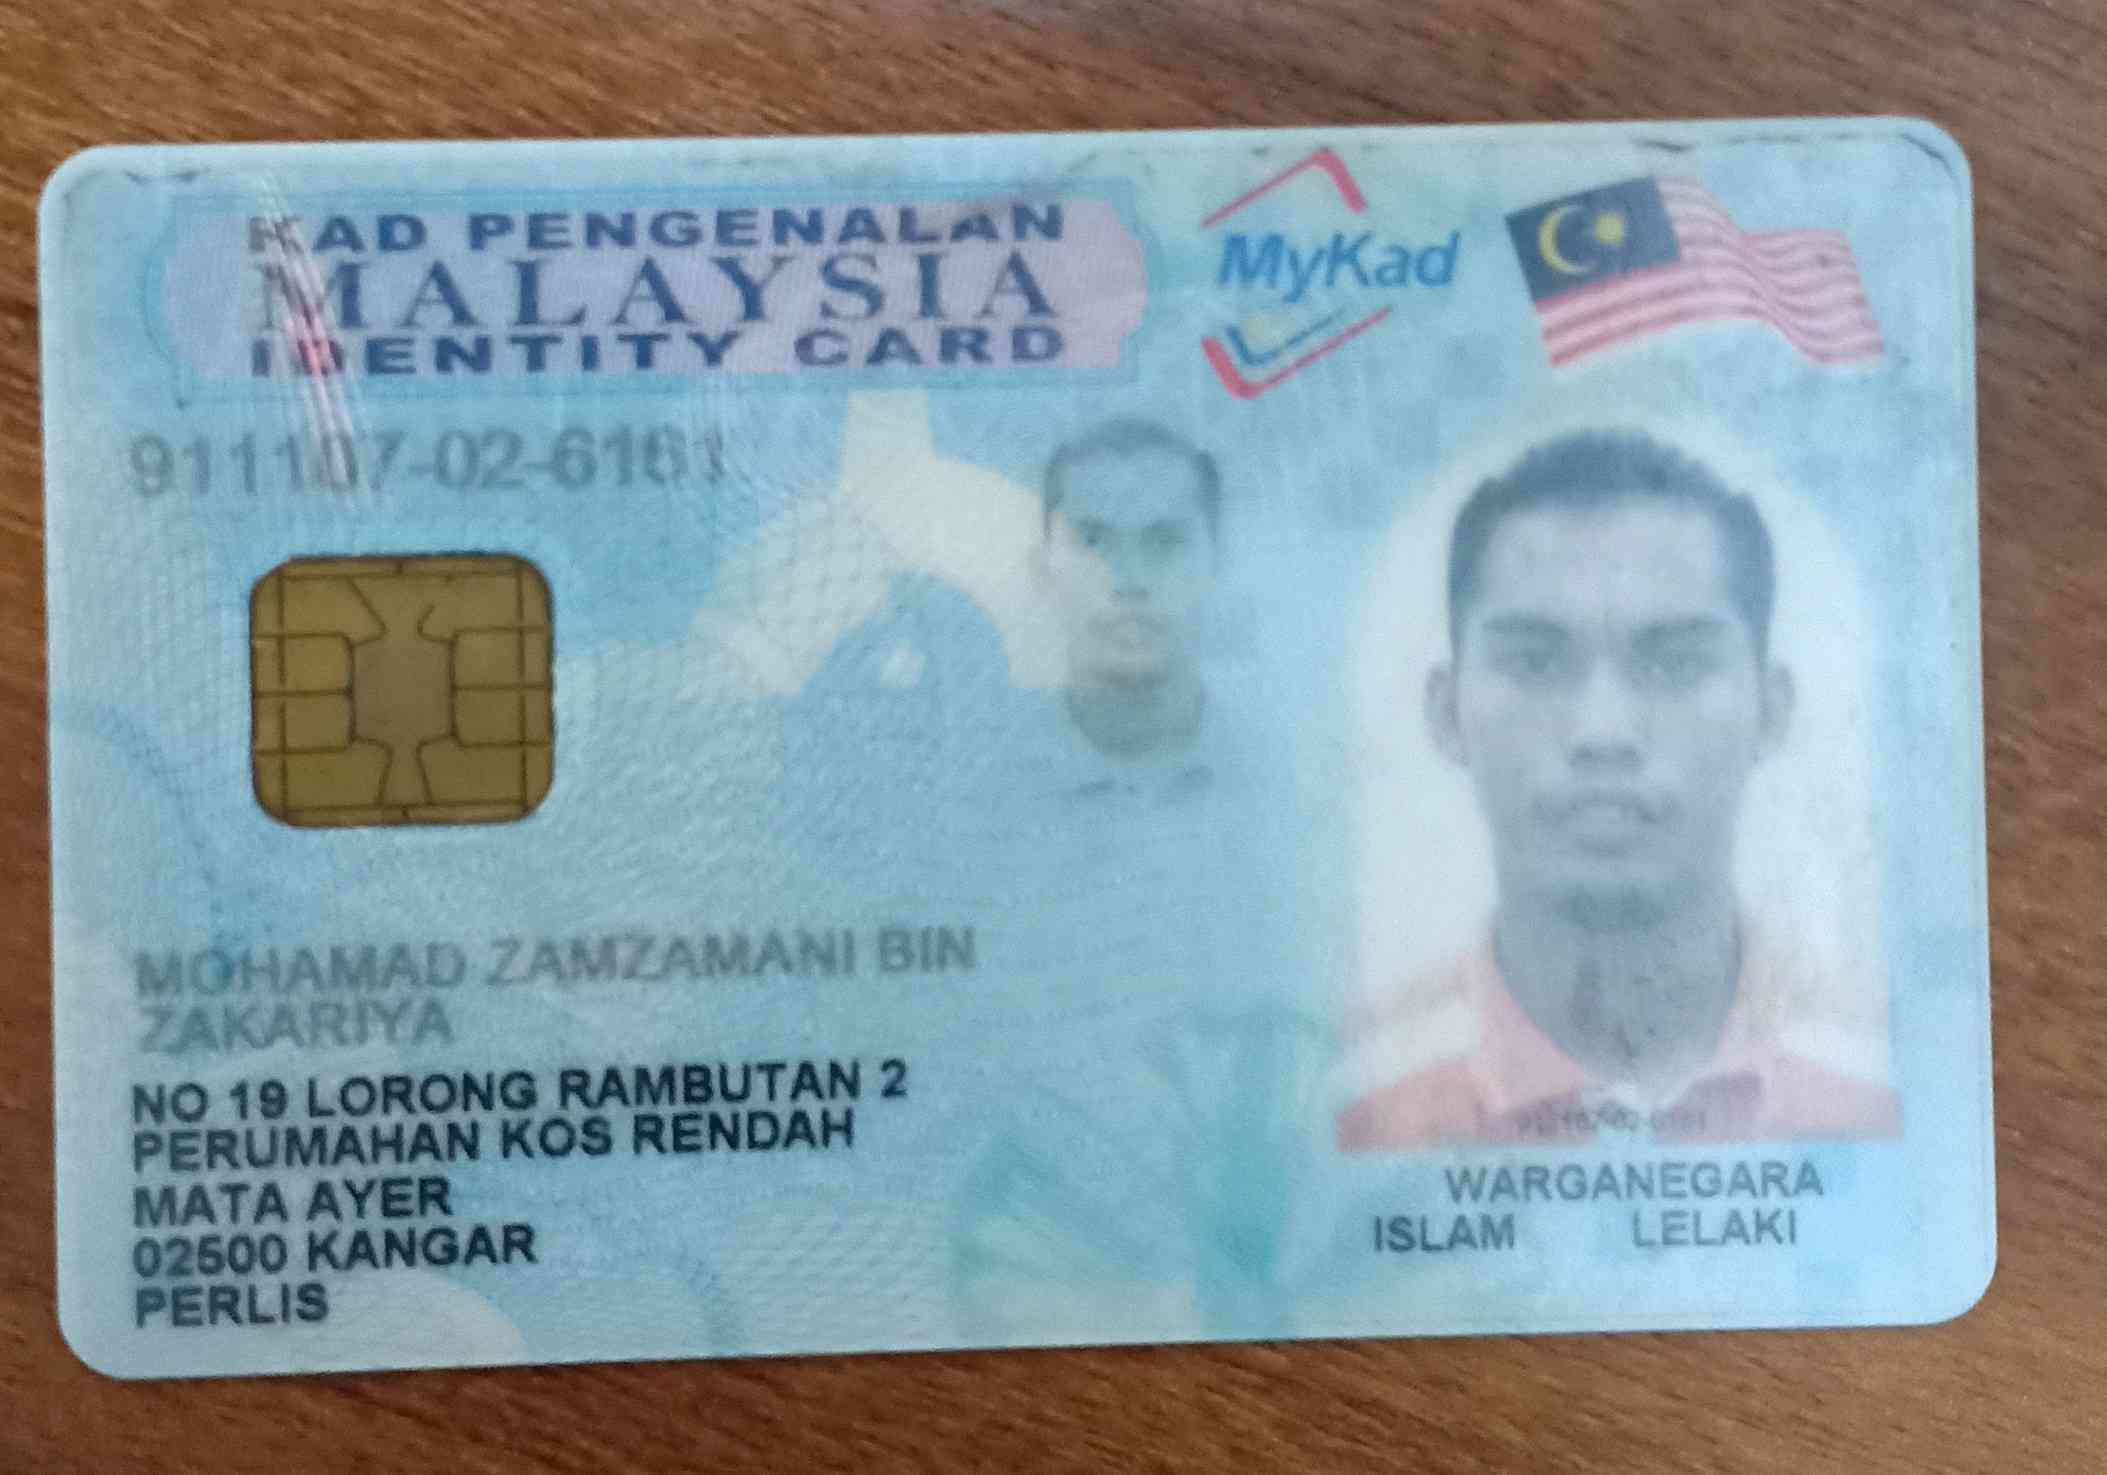 KAD PENGENALAN
MALAYSIA
IDENTITY CARD
MyKad
911107-02-6161
MOHAMAD ZAMZAMANI BIN
ZAKARIYA
NO 19 LORONG RAMBUTAN 2
PERUMAHAN KOS RENDAH
MATA AYER
02500 KANGAR
PERLIS
WARGANEGARA
ISLAM LELAKI